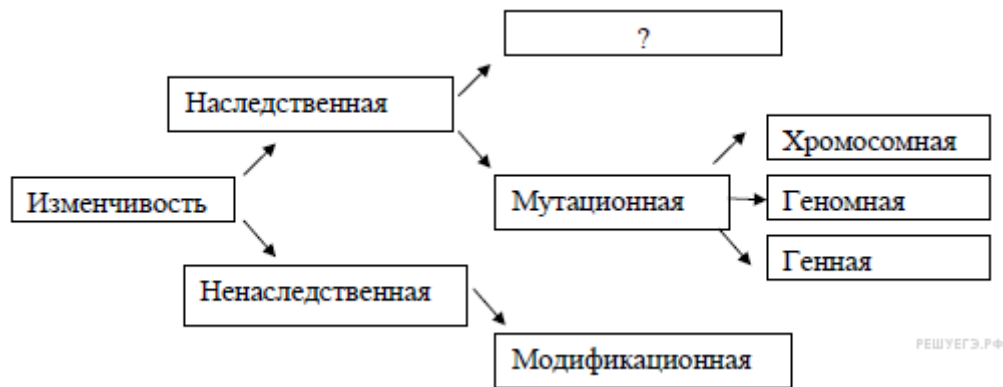 ?
Наследственная
Хромосомная
Изменчивость
Мутационная
Геномная
Генная
Ненаследственная
Модификационная
РЕШУЕГЭ.РФ